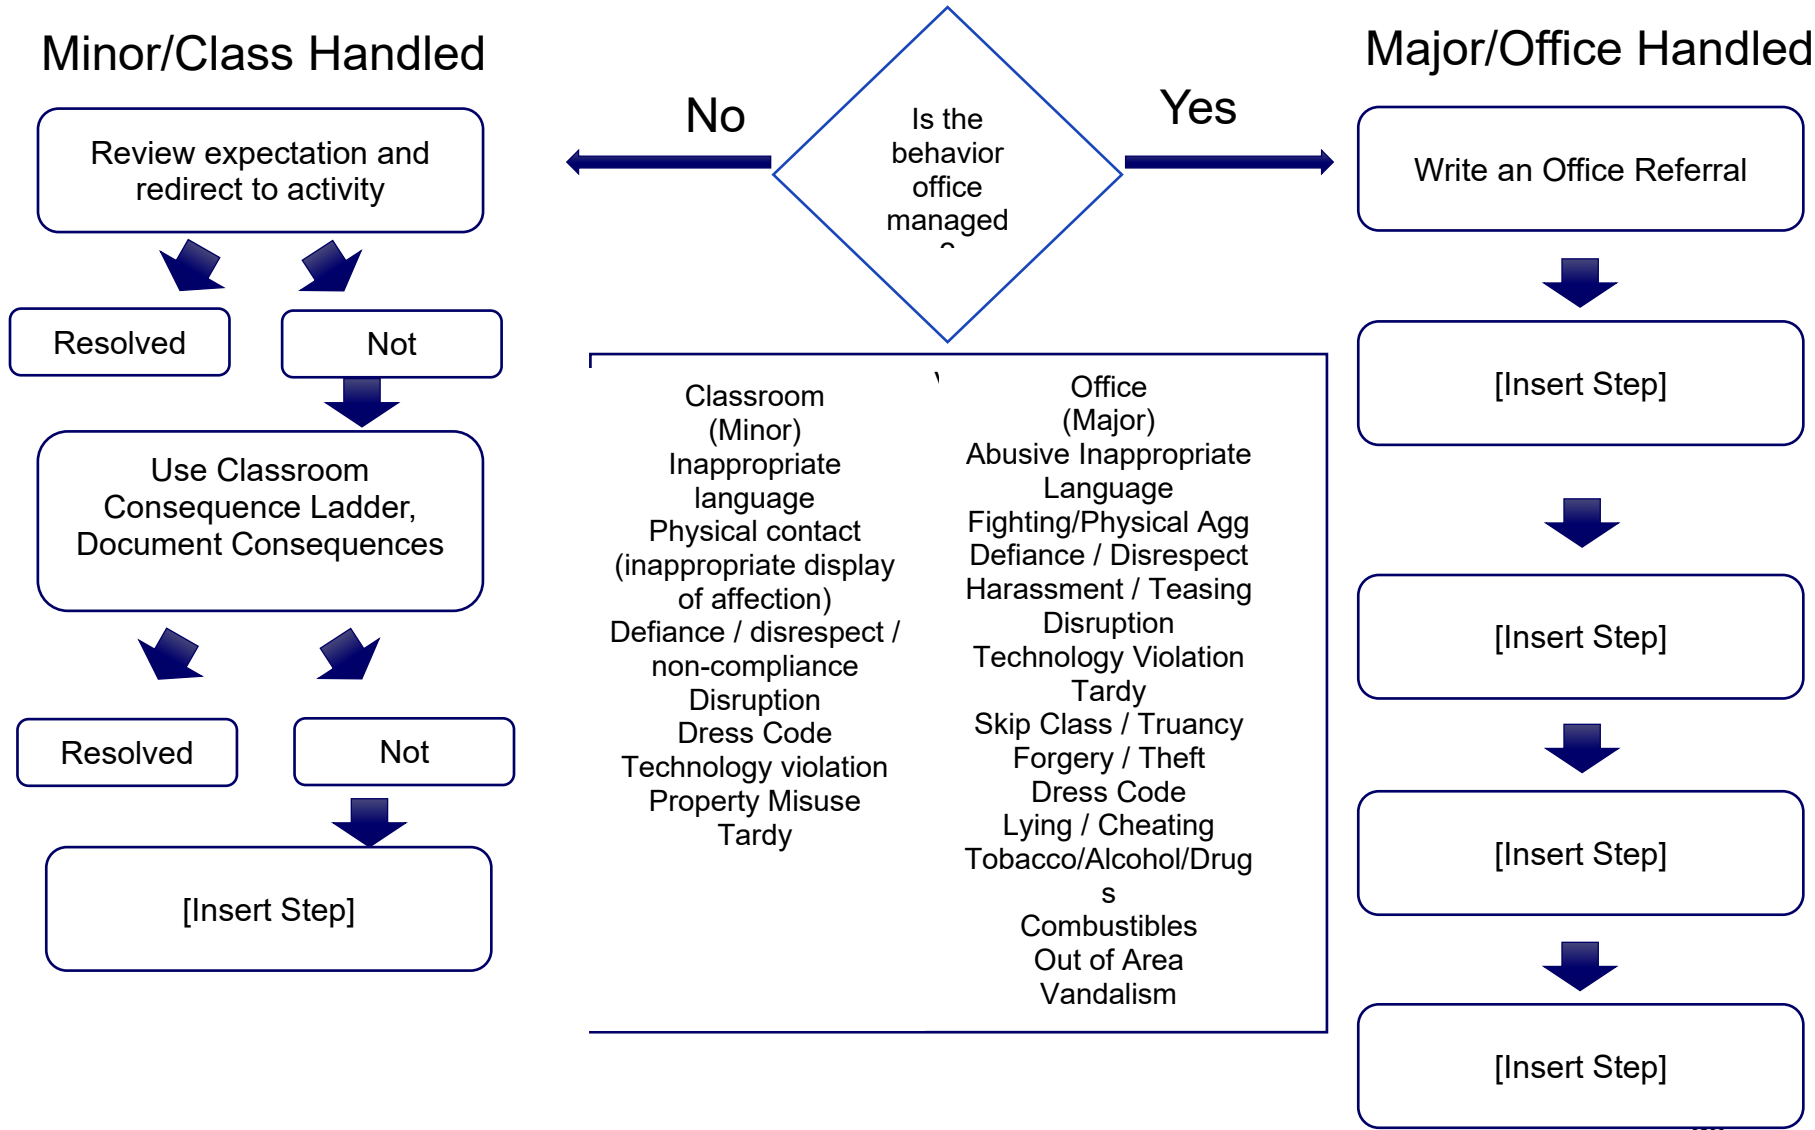 Minor/Class Handled
Review expectation and
redirect to activity
Resolved
Not
Use Classroom
Consequence Ladder,
Document Consequences
Resolved
Not
[Insert Step]
No
Is the
behavior
office
managed
?
Yes
Classroom
(Minor)
Inappropriate
language
Physical contact
(inappropriate display
of affection)
Defiance / disrespect /
non-compliance
Disruption
Dress Code
Technology violation
Property Misuse
Tardy
Office
(Major)
Abusive Inappropriate
Language
Fighting/Physical Agg
Defiance / Disrespect
Harassment / Teasing
Disruption
Technology Violation
Tardy
Skip Class / Truancy
Forgery / Theft
Dress Code
Lying / Cheating
Tobacco/Alcohol/Drug
s
Combustibles
Out of Area
Vandalism
Major/Office Handled
Write an Office Referral
[Insert Step]
[Insert Step]
[Insert Step]
[Insert Step]